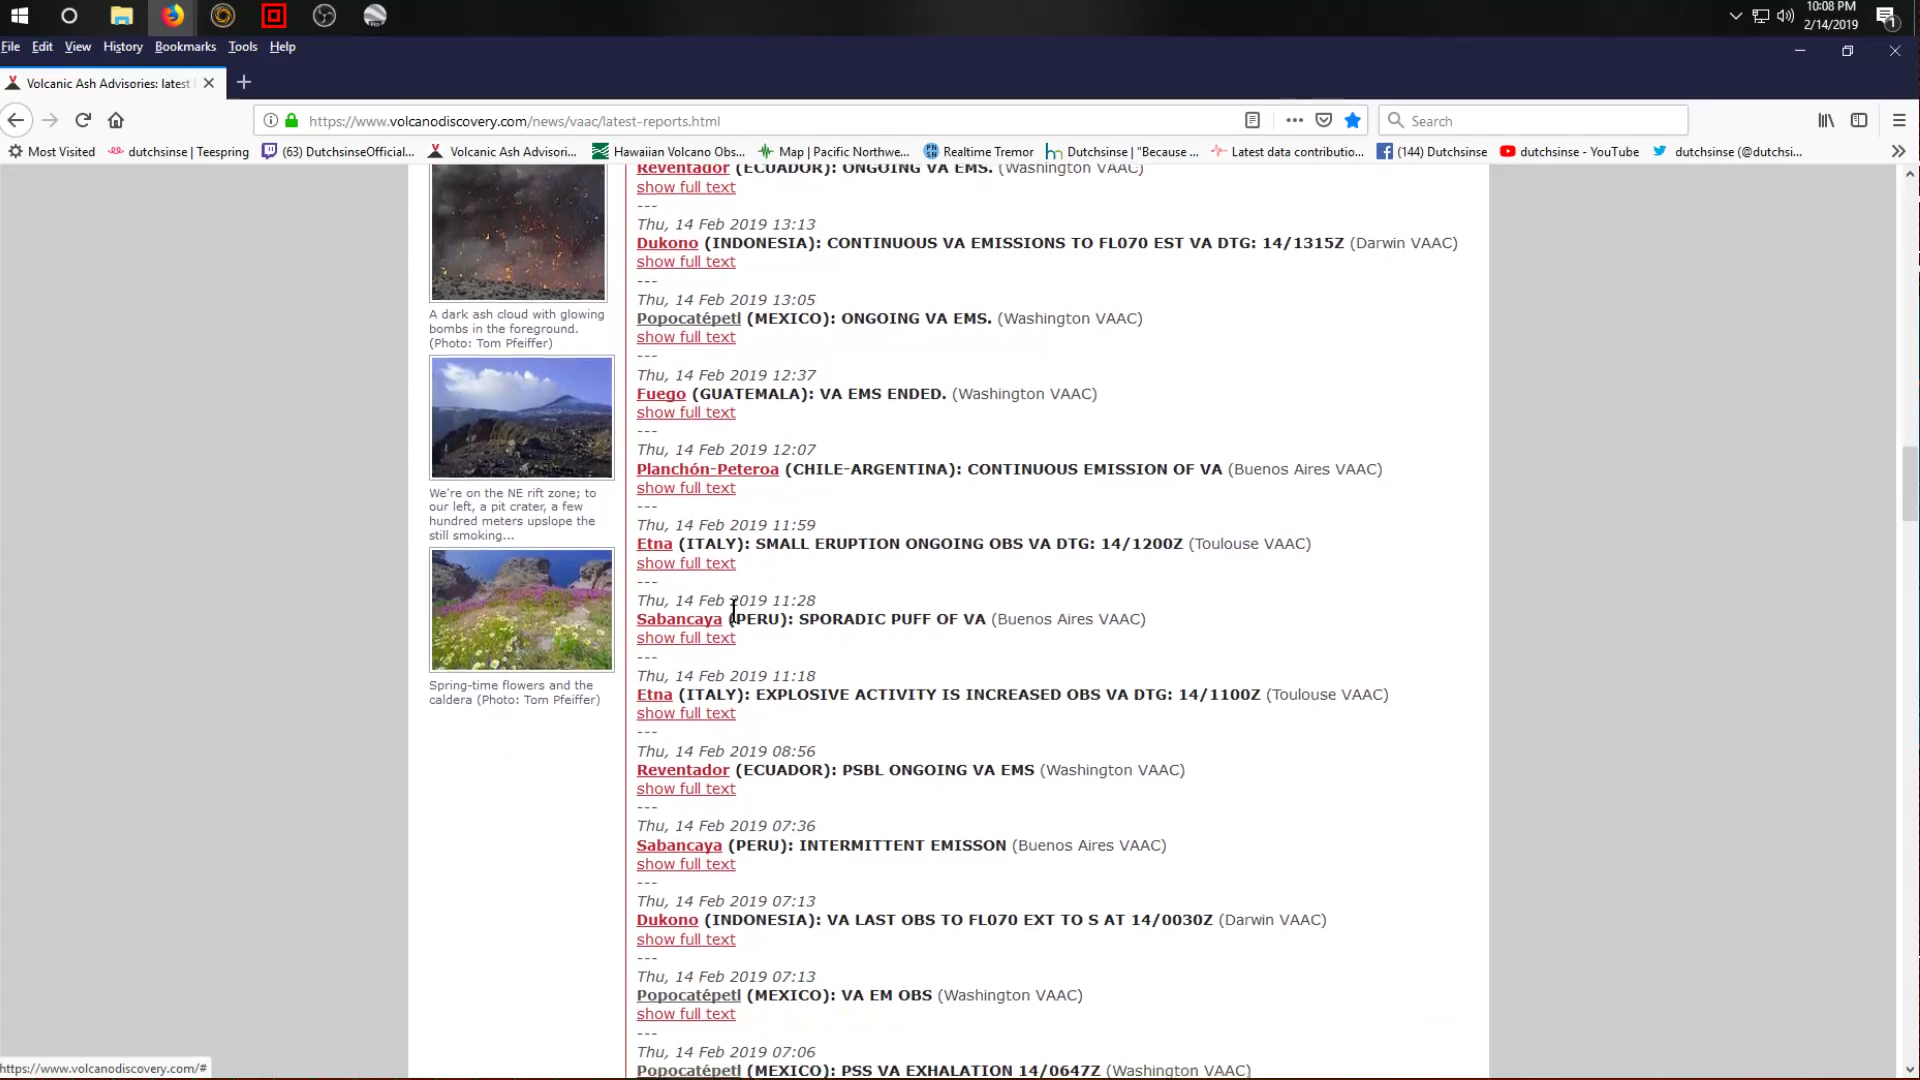 10:08 PM
2/14/2019
1
File Edit View History Bookmarks Tools Help
Volcanic Ash Advisories: latest
https://www.volcanodiscovery.com/news/vaac/latest-reports.html
Search
Most Visited dutchsinse | Teespring (63) DutchsinseOfficial... Volcanic Ash Advisori... Hawaiian Volcano Obs... Map | Pacific Northwe... Realtime Tremor Dutchsinse | "Because ... Latest data contributio... (144) Dutchsinse dutchsinse - YouTube dutchsinse (@dutchsi...
Reventador (ECUADOR): ONGOING VA EMS. (Washington VAAC)
show full text
---
Thu, 14 Feb 2019 13:13
Dukono (INDONESIA): CONTINUOUS VA EMISSIONS TO FL070 EST VA DTG: 14/1315Z (Darwin VAAC)
show full text
---
Thu, 14 Feb 2019 13:05
Popocatépetl (MEXICO): ONGOING VA EMS. (Washington VAAC)
show full text
---
Thu, 14 Feb 2019 12:37
Fuego (GUATEMALA): VA EMS ENDED. (Washington VAAC)
show full text
---
Thu, 14 Feb 2019 12:07
Planchón-Peteroa (CHILE-ARGENTINA): CONTINUOUS EMISSION OF VA (Buenos Aires VAAC)
show full text
---
Thu, 14 Feb 2019 11:59
Etna (ITALY): SMALL ERUPTION ONGOING OBS VA DTG: 14/1200Z (Toulouse VAAC)
show full text
---
Thu, 14 Feb 2019 11:28
Sabancaya (PERU): SPORADIC PUFF OF VA (Buenos Aires VAAC)
show full text
---
Thu, 14 Feb 2019 11:18
Etna (ITALY): EXPLOSIVE ACTIVITY IS INCREASED OBS VA DTG: 14/1100Z (Toulouse VAAC)
show full text
---
Thu, 14 Feb 2019 08:56
Reventador (ECUADOR): PSBL ONGOING VA EMS (Washington VAAC)
show full text
---
Thu, 14 Feb 2019 07:36
Sabancaya (PERU): INTERMITTENT EMISSON (Buenos Aires VAAC)
show full text
---
Thu, 14 Feb 2019 07:13
Dukono (INDONESIA): VA LAST OBS TO FL070 EXT TO S AT 14/0030Z (Darwin VAAC)
show full text
---
Thu, 14 Feb 2019 07:13
Popocatépetl (MEXICO): VA EM OBS (Washington VAAC)
show full text
---
Thu, 14 Feb 2019 07:06
Popocatépetl (MEXICO): PSS VA EXHALATION 14/0647Z (Washington VAAC)
A dark ash cloud with glowing
bombs in the foreground.
(Photo: Tom Pfeiffer)
We're on the NE rift zone; to
our left, a pit crater, a few
hundred meters upslope the
still smoking...
Spring-time flowers and the
caldera (Photo: Tom Pfeiffer)
https://www.volcanodiscovery.com/#